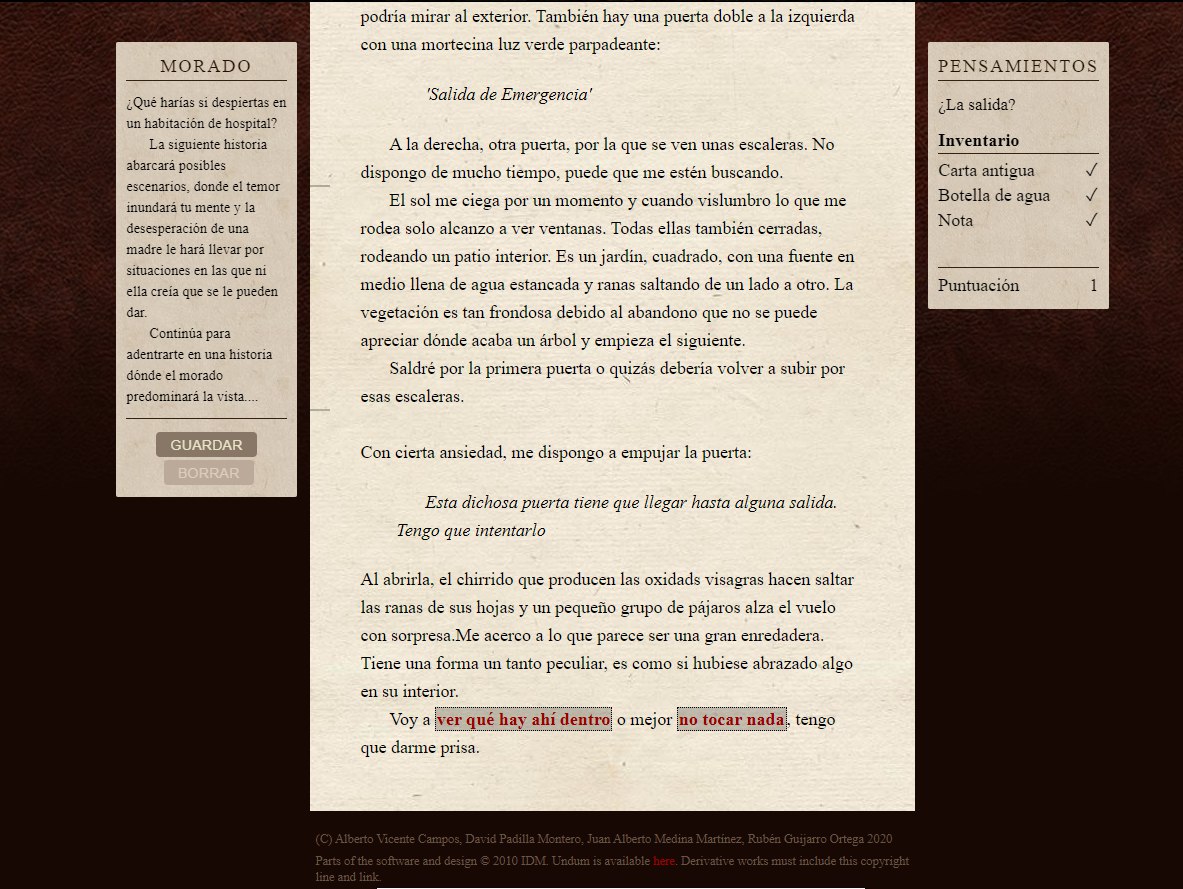 MORADO
¿Qué harías si despiertas en
un habitación de hospital?
La siguiente historia
abarcará posibles
escenarios, donde el temor
inundará tu mente y la
desesperación de una
madre le hará llevar por
situaciones en las que ni
ella creía que se le pueden
dar.
Continúa para
adentrarte en una historia
dónde el morado
predominará la vista....
GUARDAR
BORRAR
podría mirar al exterior. También hay una puerta doble a la izquierda
con una mortecina luz verde parpadeante:
'Salida de Emergencia'
A la derecha, otra puerta, por la que se ven unas escaleras. No
dispongo de mucho tiempo, puede que me estén buscando.
El sol me ciega por un momento y cuando vislumbro lo que me
rodea solo alcanzo a ver ventanas. Todas ellas también cerradas,
rodeando un patio interior. Es un jardín, cuadrado, con una fuente en
medio llena de agua estancada y ranas saltando de un lado a otro. La
vegetación es tan frondosa debido al abandono que no se puede
apreciar dónde acaba un árbol y empieza el siguiente.
Saldré por la primera puerta o quizás debería volver a subir por
esas escaleras.
Con cierta ansiedad, me dispongo a empujar la puerta:
Esta dichosa puerta tiene que llegar hasta alguna salida.
Tengo que intentarlo
Al abrirla, el chirrido que producen las oxidads visagras hacen saltar
las ranas de sus hojas y un pequeño grupo de pájaros alza el vuelo
con sorpresa.Me acerco a lo que parece ser una gran enredadera.
Tiene una forma un tanto peculiar, es como si hubiese abrazado algo
en su interior.
Voy a ver qué hay ahí dentro o mejor no tocar nada, tengo
que darme prisa.
PENSAMIENTOS
¿La salida?
Inventario
Carta antigua ✓
Botella de agua ✓
Nota ✓
Puntuación 1
(C) Alberto Vicente Campos, David Padilla Montero, Juan Alberto Medina Martínez, Rubén Guijarro Ortega 2020
Parts of the software and design © 2010 IDM. Undum is available here. Derivative works must include this copyright
line and link.